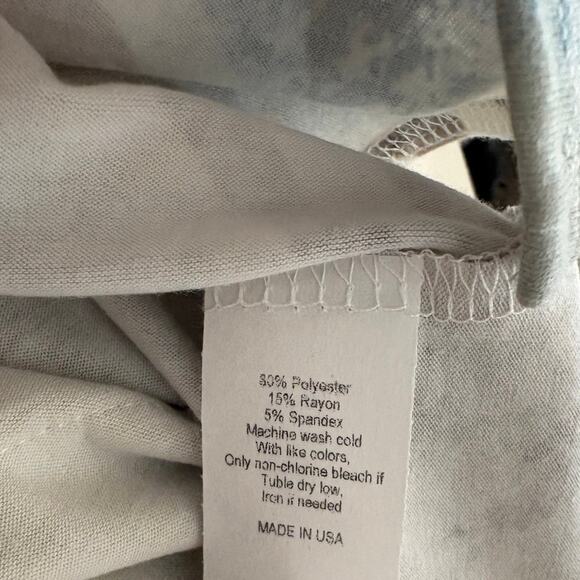 80% Polyester
15% Rayon
5% Spandex
Machine wash cold
With like colors,
Only non-chlorine bleach if
Tuble dry low,
Iron if needed
MADE IN USA